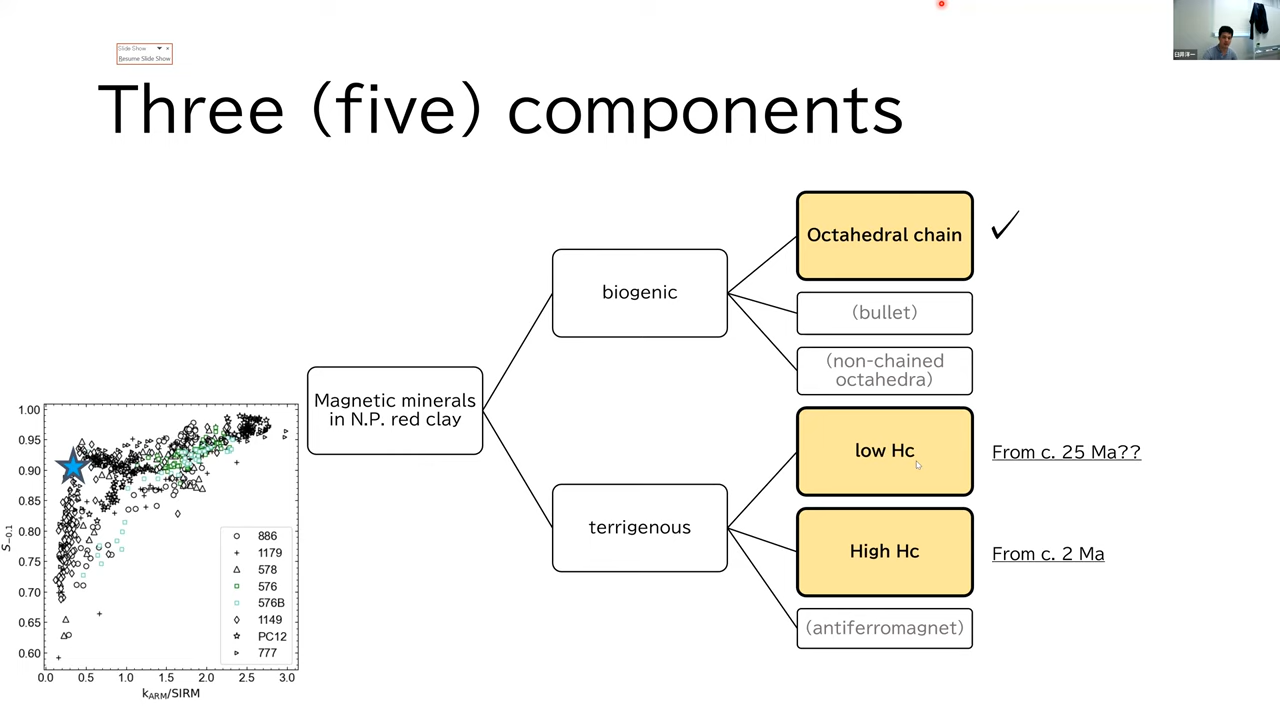 Slide Show
Resume Slide Show
Three (five) components
臼井洋一
Octahedral chain
biogenic
(bullet)
(non-chained
octahedra)
Magnetic minerals
in N.P. red clay
low Hc
From c. 25 Ma??
terrigenous
High Hc
From c. 2 Ma
(antiferromagnet)
1.00
0.95
0.90
0.85
0.80
0.75
0.70
0.65
0.60
S-0.1
886
1179
578
576
576B
1149
PC12
777
0.0 0.5 1.0 1.5 2.0 2.5 3.0
kARM/SIRM